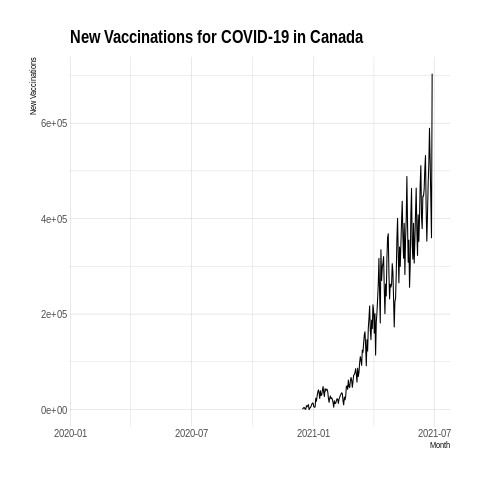 New Vaccinations for COVID-19 in Canada
New Vaccinations
6e+05
4e+05
2e+05
0e+00
2020-01 2020-07 2021-01 2021-07
Month